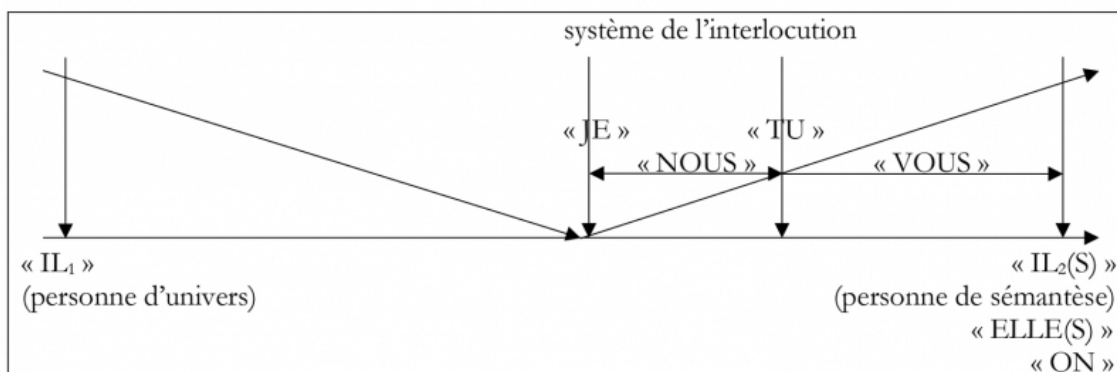 système de l'interlocution
« JE »
« TU »
« NOUS »
« VOUS »
« IL₁ »
« IL₂(S) »
(personne d'univers)
(personne de sémantèse)
« ELLE(S) »
« ON »